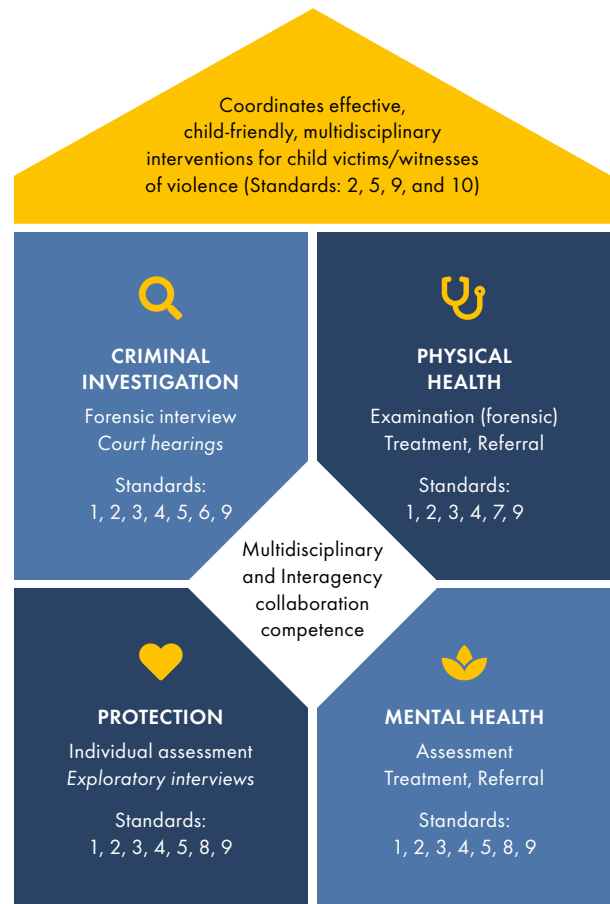 Coordinates effective,
child-friendly, multidisciplinary
interventions for child victims/witnesses
of violence (Standards: 2, 5, 9, and 10)
CRIMINAL
INVESTIGATION
Forensic interview
Court hearings
Standards:
1, 2, 3, 4, 5, 6, 9
PHYSICAL
HEALTH
Examination (forensic)
Treatment, Referral
Standards:
1, 2, 3, 4, 7, 9
Multidisciplinary
and Interagency
collaboration
competence
PROTECTION
Individual assessment
Exploratory interviews
Standards:
1, 2, 3, 4, 5, 8, 9
MENTAL HEALTH
Assessment
Treatment, Referral
Standards:
1, 2, 3, 4, 5, 8, 9